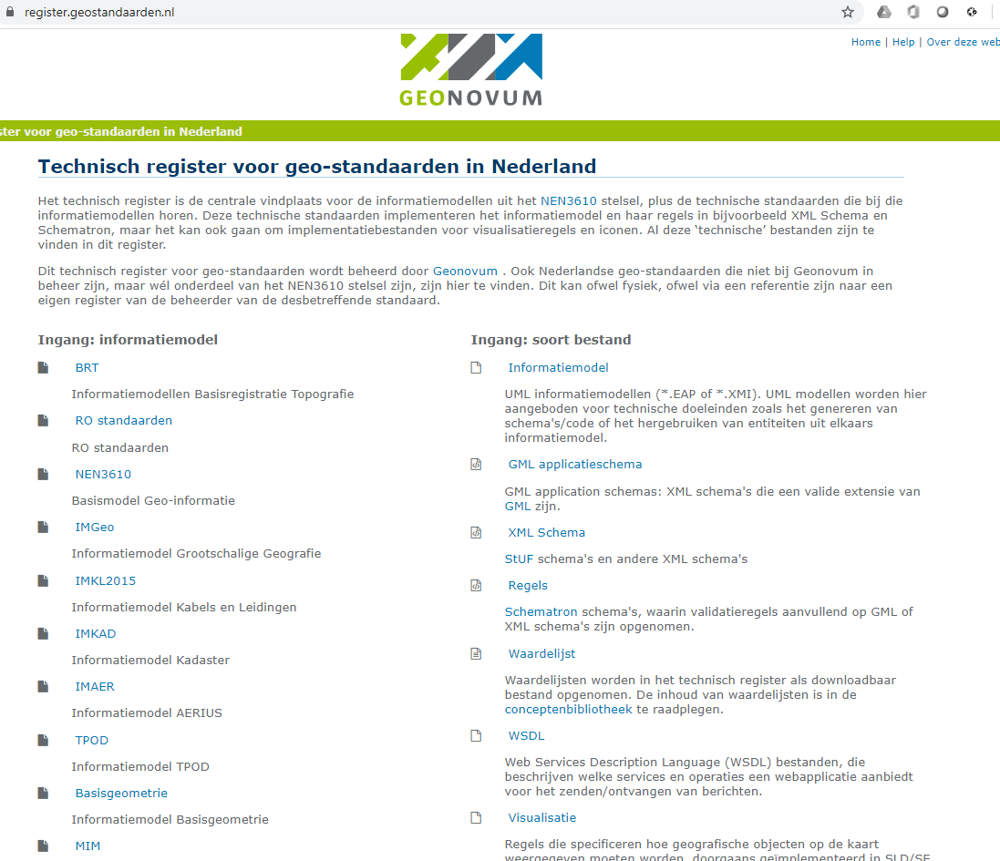 register.geostandaarden.nl
Home | Help | Over deze web
GEONOVUM
ster voor geo-standaarden in Nederland
Technisch register voor geo-standaarden in Nederland
Het technisch register is de centrale vindplaats voor de informatiemodellen uit het NEN3610 stelsel, plus de technische standaarden die bij die
informatiemodellen horen. Deze technische standaarden implementeren het informatiemodel en haar regels in bijvoorbeeld XML Schema en
Schematron, maar het kan ook gaan om implementatiebestanden voor visualisatieregels en iconen. Al deze ‘technische’ bestanden zijn te
vinden in dit register.
Dit technisch register voor geo-standaarden wordt beheerd door Geonovum . Ook Nederlandse geo-standaarden die niet bij Geonovum in
beheer zijn, maar wél onderdeel van het NEN3610 stelsel zijn, zijn hier te vinden. Dit kan ofwel fysiek, ofwel via een referentie zijn naar een
eigen register van de beheerder van de desbetreffende standaard.
Ingang: informatiemodel
BRT
Informatiemodellen Basisregistratie Topografie
RO standaarden
RO standaarden
NEN3610
Basismodel Geo-informatie
IMGeo
Informatiemodel Grootschalige Geografie
IMKL2015
Informatiemodel Kabels en Leidingen
IMKAD
Informatiemodel Kadaster
IMAER
Informatiemodel AERIUS
TPOD
Informatiemodel TPOD
Basisgeometrie
Informatiemodel Basisgeometrie
MIM
Ingang: soort bestand
Informatiemodel
UML informatiemodellen (*.EAP of *.XMI). UML modellen worden hier
aangeboden voor technische doeleinden zoals het genereren van
schema's/code of het hergebruiken van entiteiten uit elkaars
informatiemodel.
GML applicatieschema
GML application schemas: XML schema's die een valide extensie van
GML zijn.
XML Schema
StUF schema's en andere XML schema's
Regels
Schematron schema's, waarin validatieregels aanvullend op GML of
XML schema's zijn opgenomen.
Waardelijst
Waardelijsten worden in het technisch register als downloadbaar
bestand opgenomen. De inhoud van waardelijsten is in de
conceptenbibliotheek te raadplegen.
WSDL
Web Services Description Language (WSDL) bestanden, die
beschrijven welke services en operaties een webapplicatie aanbiedt
voor het zenden/ontvangen van berichten.
Visualisatie
Regels die specificeren hoe geografische objecten op de kaart
weergegeven moeten worden, doorgaans geïmplementeerd in SLD/SE